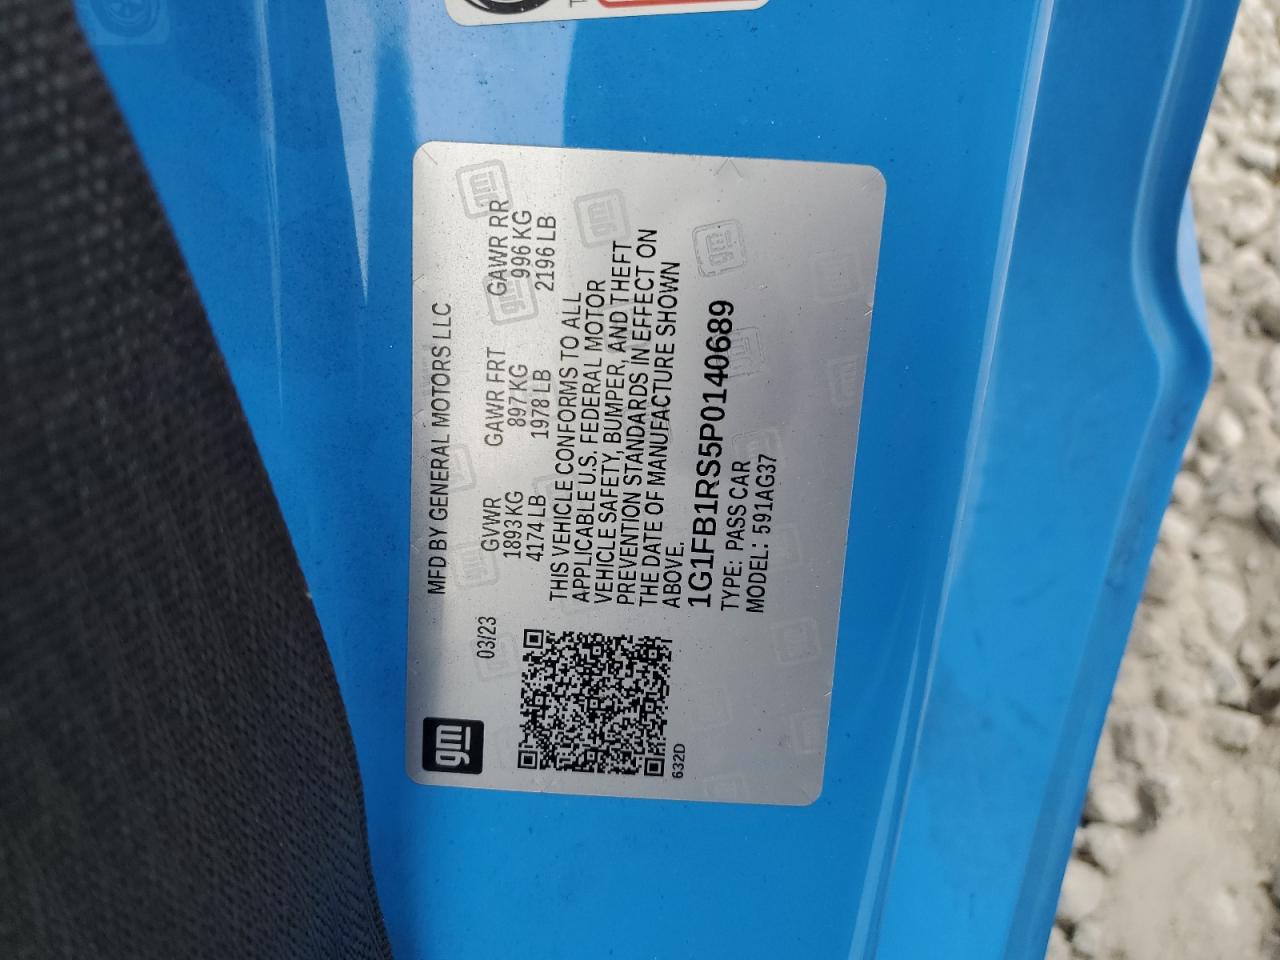 MFD BY GENERAL MOTORS LLC
03/23
GVWR GAWR FRT GAWR RR
1893 KG 897 KG 996 KG
4174 LB 1978 LB 2196 LB
THIS VEHICLE CONFORMS TO ALL
APPLICABLE U.S. FEDERAL MOTOR
VEHICLE SAFETY, BUMPER, AND THEFT
PREVENTION STANDARDS IN EFFECT ON
THE DATE OF MANUFACTURE SHOWN
ABOVE.
1G1FB1RS5P0140689
TYPE: PASS CAR
MODEL: 591AG37
gm
632D